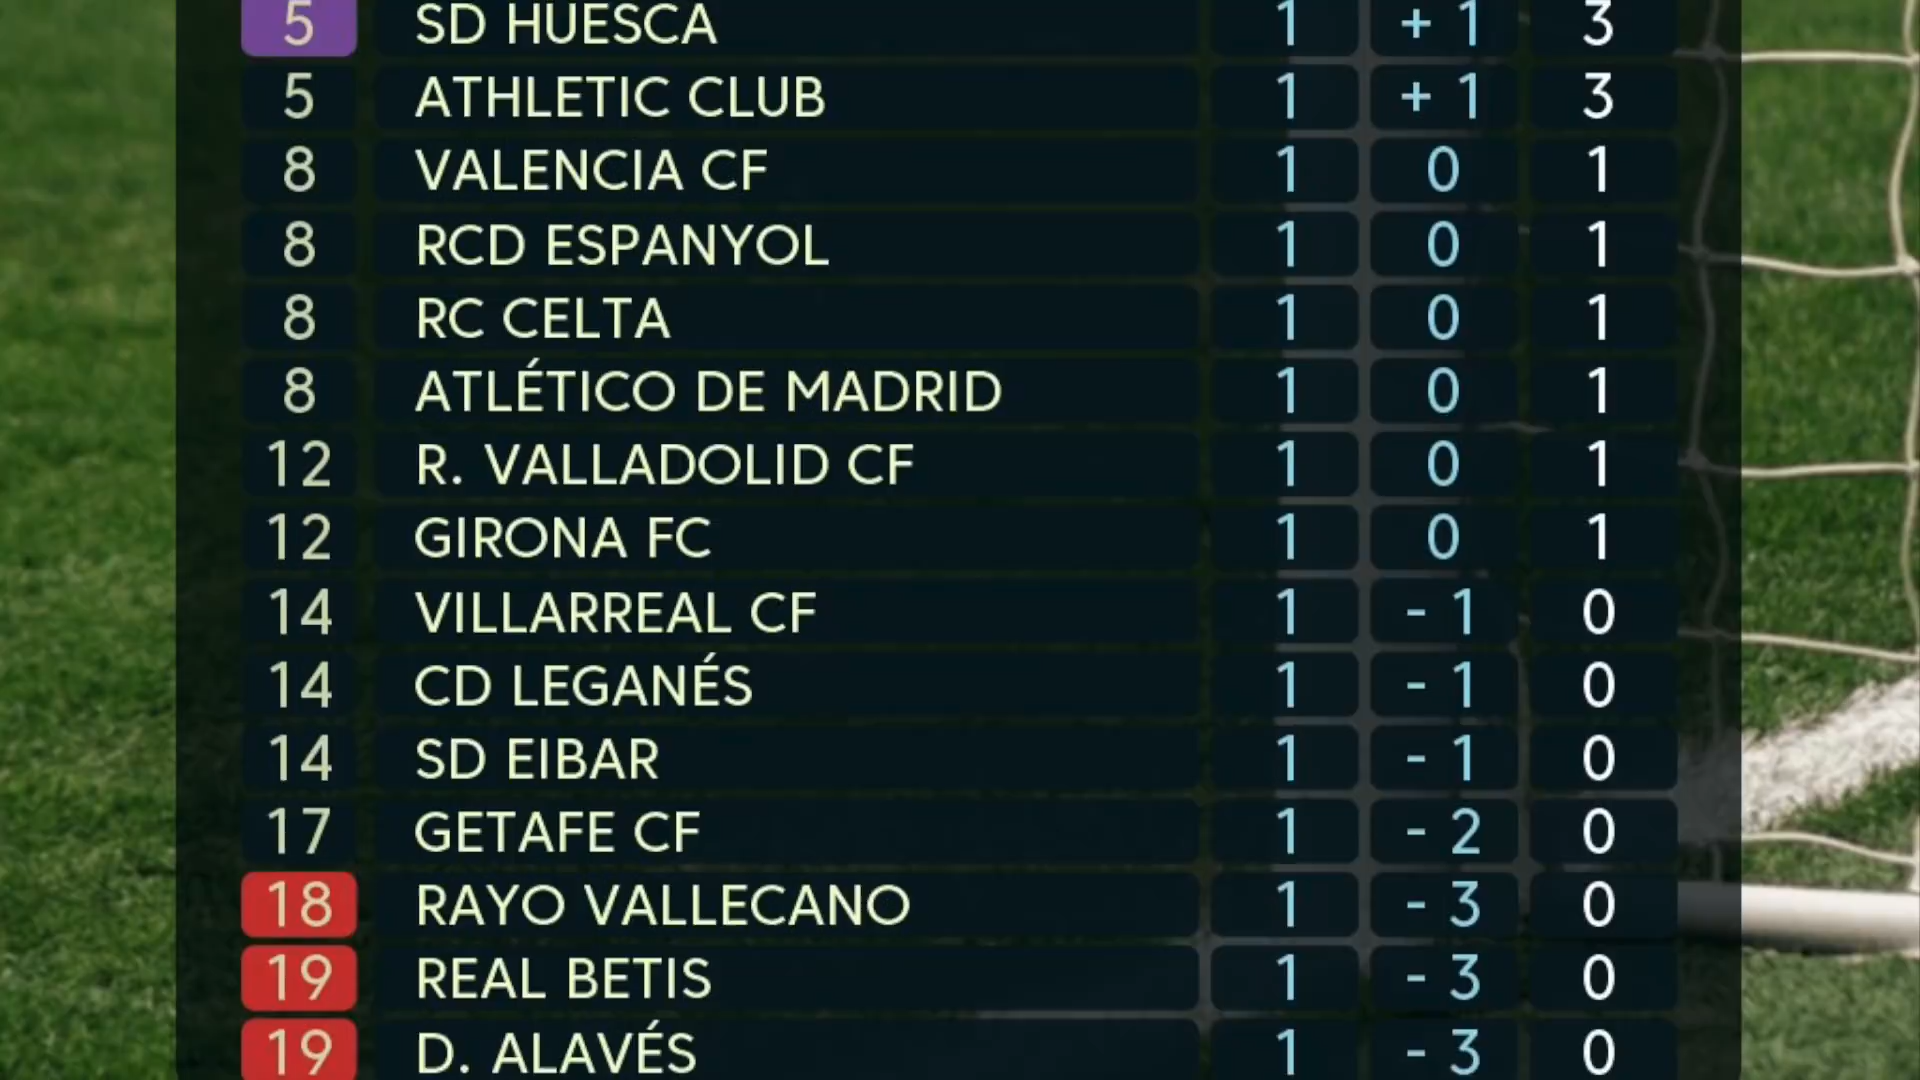 5 SD HUESCA 1 + 1 3
5 ATHLETIC CLUB 1 + 1 3
8 VALENCIA CF 1 0 1
8 RCD ESPANYOL 1 0 1
8 RC CELTA 1 0 1
8 ATLÉTICO DE MADRID 1 0 1
12 R. VALLADOLID CF 1 0 1
12 GIRONA FC 1 0 1
14 VILLARREAL CF 1 - 1 0
14 CD LEGANÉS 1 - 1 0
14 SD EIBAR 1 - 1 0
17 GETAFE CF 1 - 2 0
18 RAYO VALLECANO 1 - 3 0
19 REAL BETIS 1 - 3 0
19 D. ALAVÉS 1 - 3 0